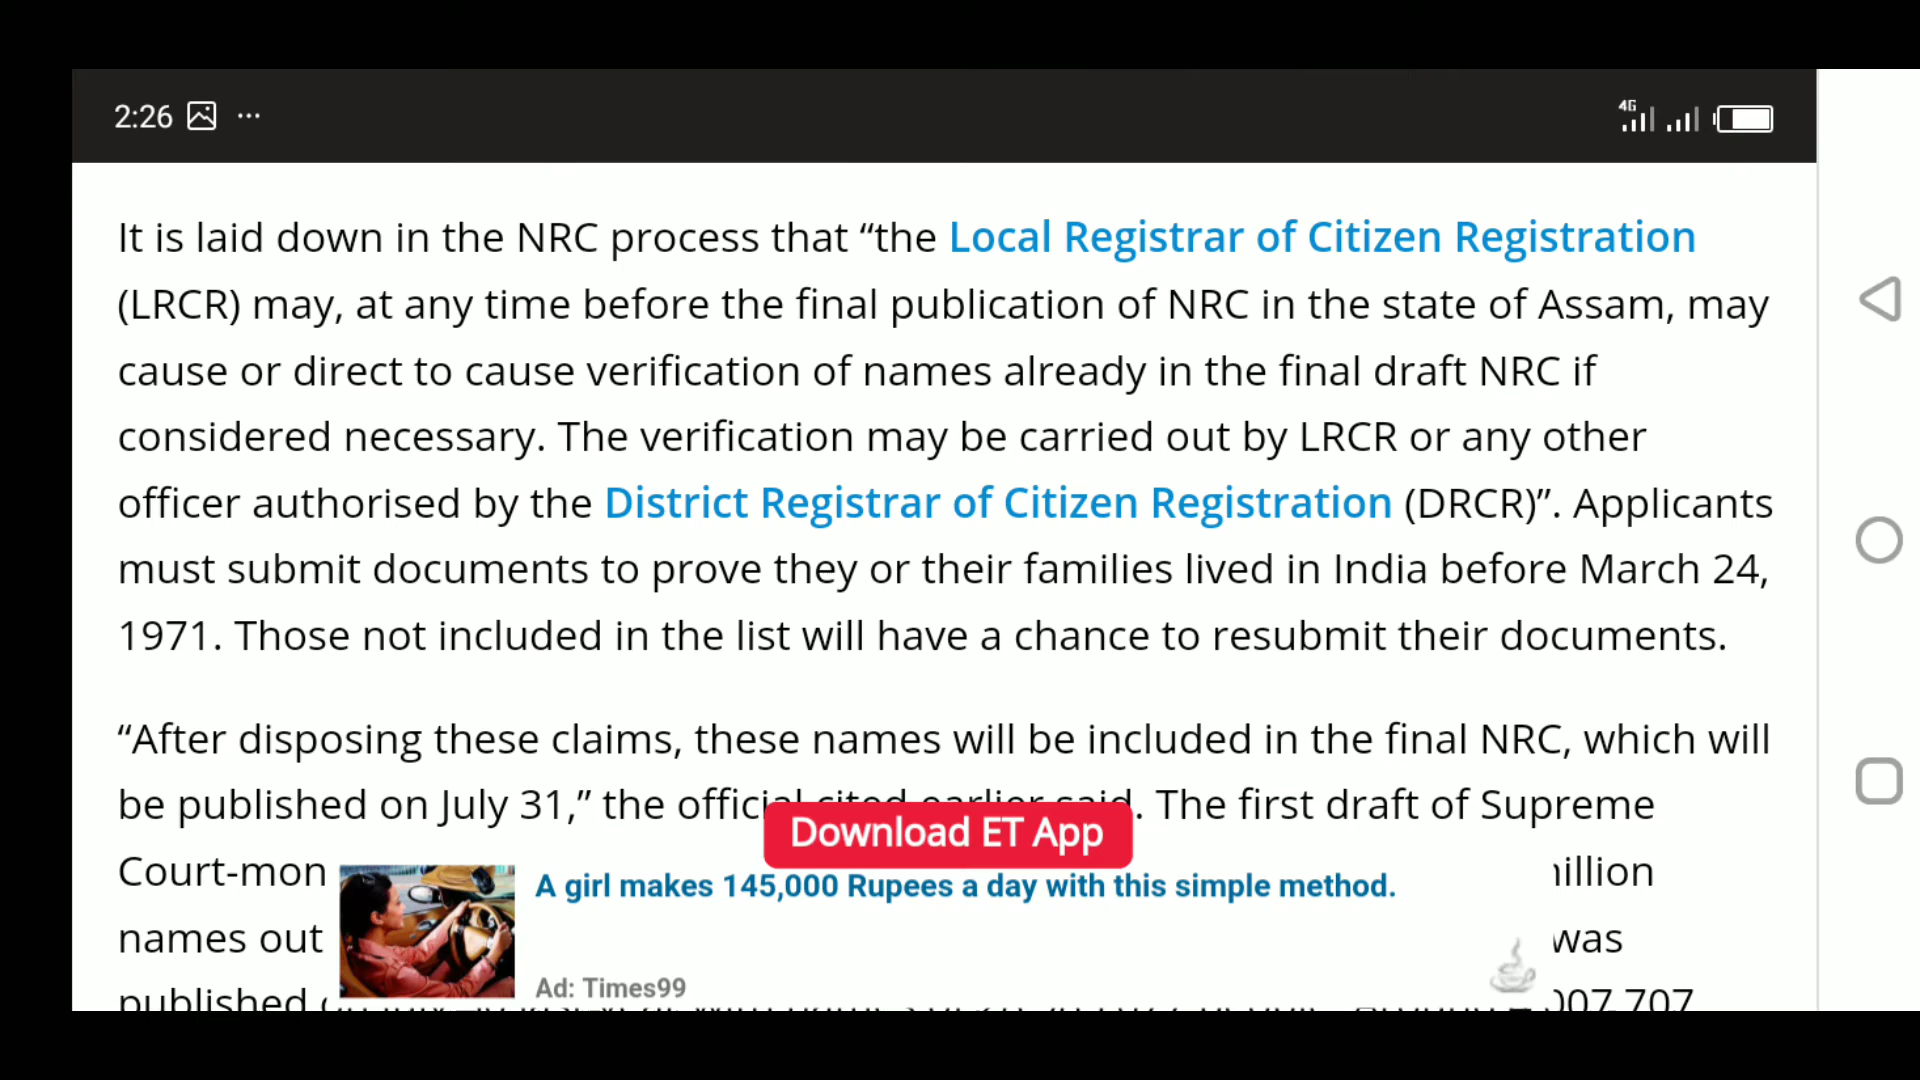 2:26 ...
4G
It is laid down in the NRC process that “the Local Registrar of Citizen Registration
(LRCR) may, at any time before the final publication of NRC in the state of Assam, may
cause or direct to cause verification of names already in the final draft NRC if
considered necessary. The verification may be carried out by LRCR or any other
officer authorised by the District Registrar of Citizen Registration (DRCR)”. Applicants
must submit documents to prove they or their families lived in India before March 24,
1971. Those not included in the list will have a chance to resubmit their documents.
“After disposing these claims, these names will be included in the final NRC, which will
be published on July 31,” the official cited earlier said. The first draft of Supreme
Download ET App
Court-mon
A girl makes 145,000 Rupees a day with this simple method.
names out was
Ad: Times99
published